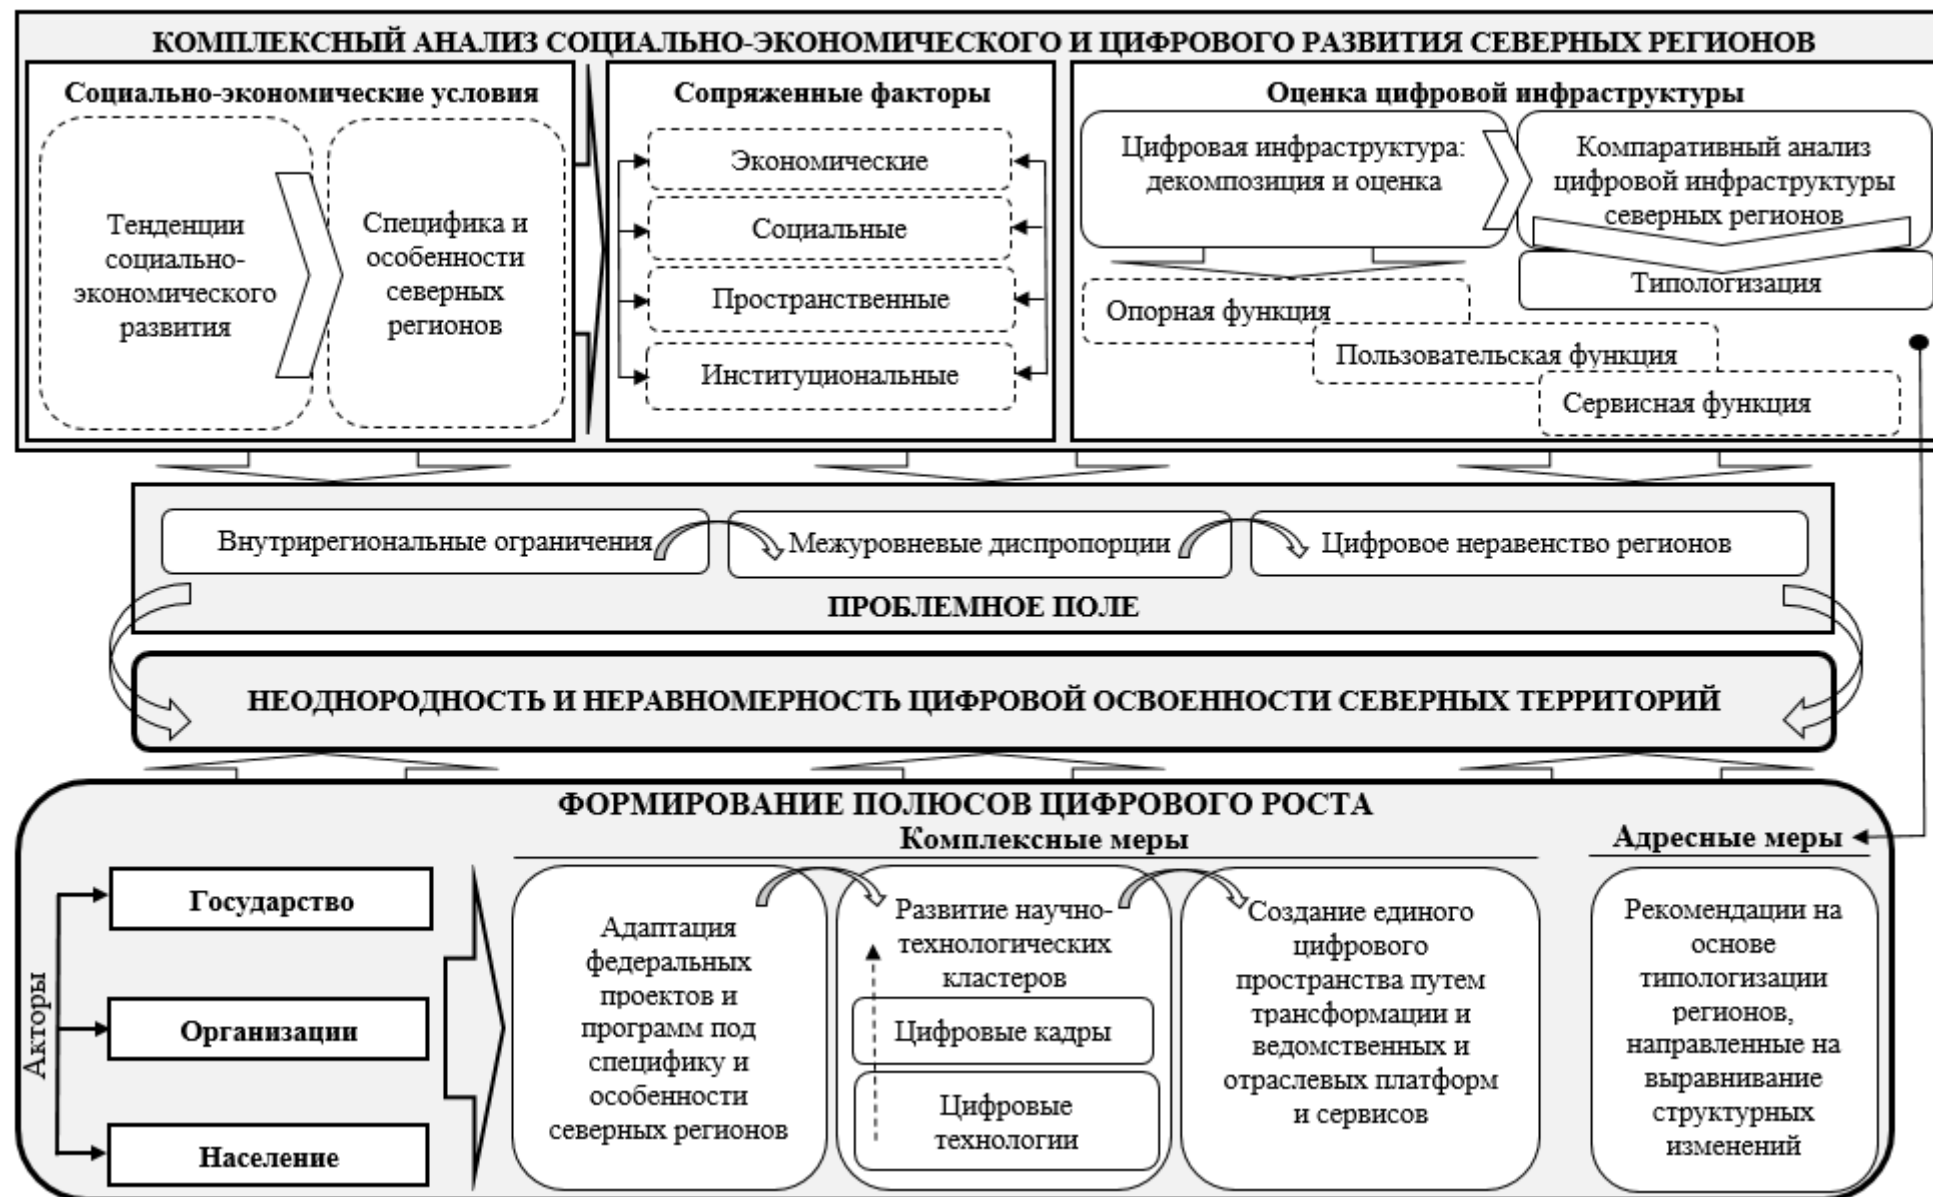 КОМПЛЕКСНЫЙ АНАЛИЗ СОЦИАЛЬНО-ЭКОНОМИЧЕСКОГО И ЦИФРОВОГО РАЗВИТИЯ СЕВЕРНЫХ РЕГИОНОВ
Социально-экономические условия
Тенденции
социально-
экономического
развития
Специфика и
особенности
северных
регионов
Сопряженные факторы
Экономические
Социальные
Пространственные
Институциональные
Оценка цифровой инфраструктуры
Цифровая инфраструктура:
декомпозиция и оценка
Компаративный анализ
цифровой инфраструктуры
северных регионов
Типологизация
Опорная функция
Пользовательская функция
Сервисная функция
Внутрирегиональные ограничения
Межуровневые диспропорции
Цифровое неравенство регионов
ПРОБЛЕМНОЕ ПОЛЕ
НЕОДНОРОДНОСТЬ И НЕРАВНОМЕРНОСТЬ ЦИФРОВОЙ ОСВОЕННОСТИ СЕВЕРНЫХ ТЕРРИТОРИЙ
ФОРМИРОВАНИЕ ПОЛЮСОВ ЦИФРОВОГО РОСТА
Акторы
Государство
Организации
Население
Комплексные меры
Адаптация
федеральных
проектов и
программ под
специфику и
особенности
северных регионов
Развитие научно-
технологических
кластеров
Цифровые кадры
Цифровые
технологии
Создание единого
цифрового
пространства путем
трансформации и
ведомственных и
отраслевых платформ
и сервисов
Адресные меры
Рекомендации на
основе
типологизации
регионов,
направленные на
выравнивание
структурных
изменений